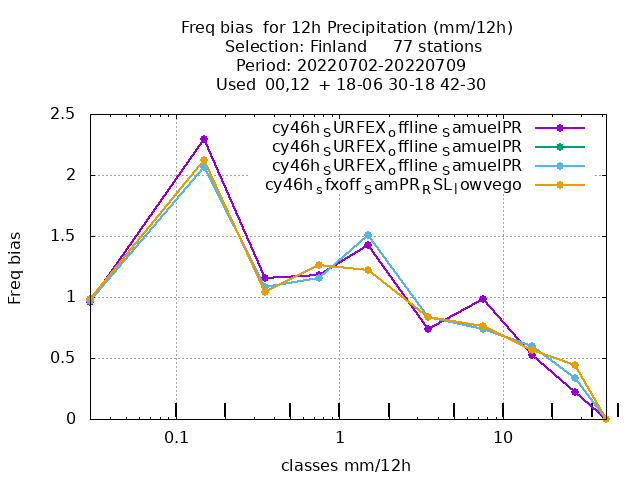 Freq bias  for 12h Precipitation (mm/12h)
Selection: Finland     77 stations
Period: 20220702-20220709
Used  00,12  + 18-06 30-18 42-30
cy46h_SURFEX_offline_SamuelPR
cy46h_SURFEX_offline_SamuelPR
cy46h_SURFEX_offline_SamuelPR
cy46h_sfxoff_SamPR_RSL_lowvego
2.5
2
1.5
1
0.5
0
Freq bias
0.1 1 10
classes mm/12h